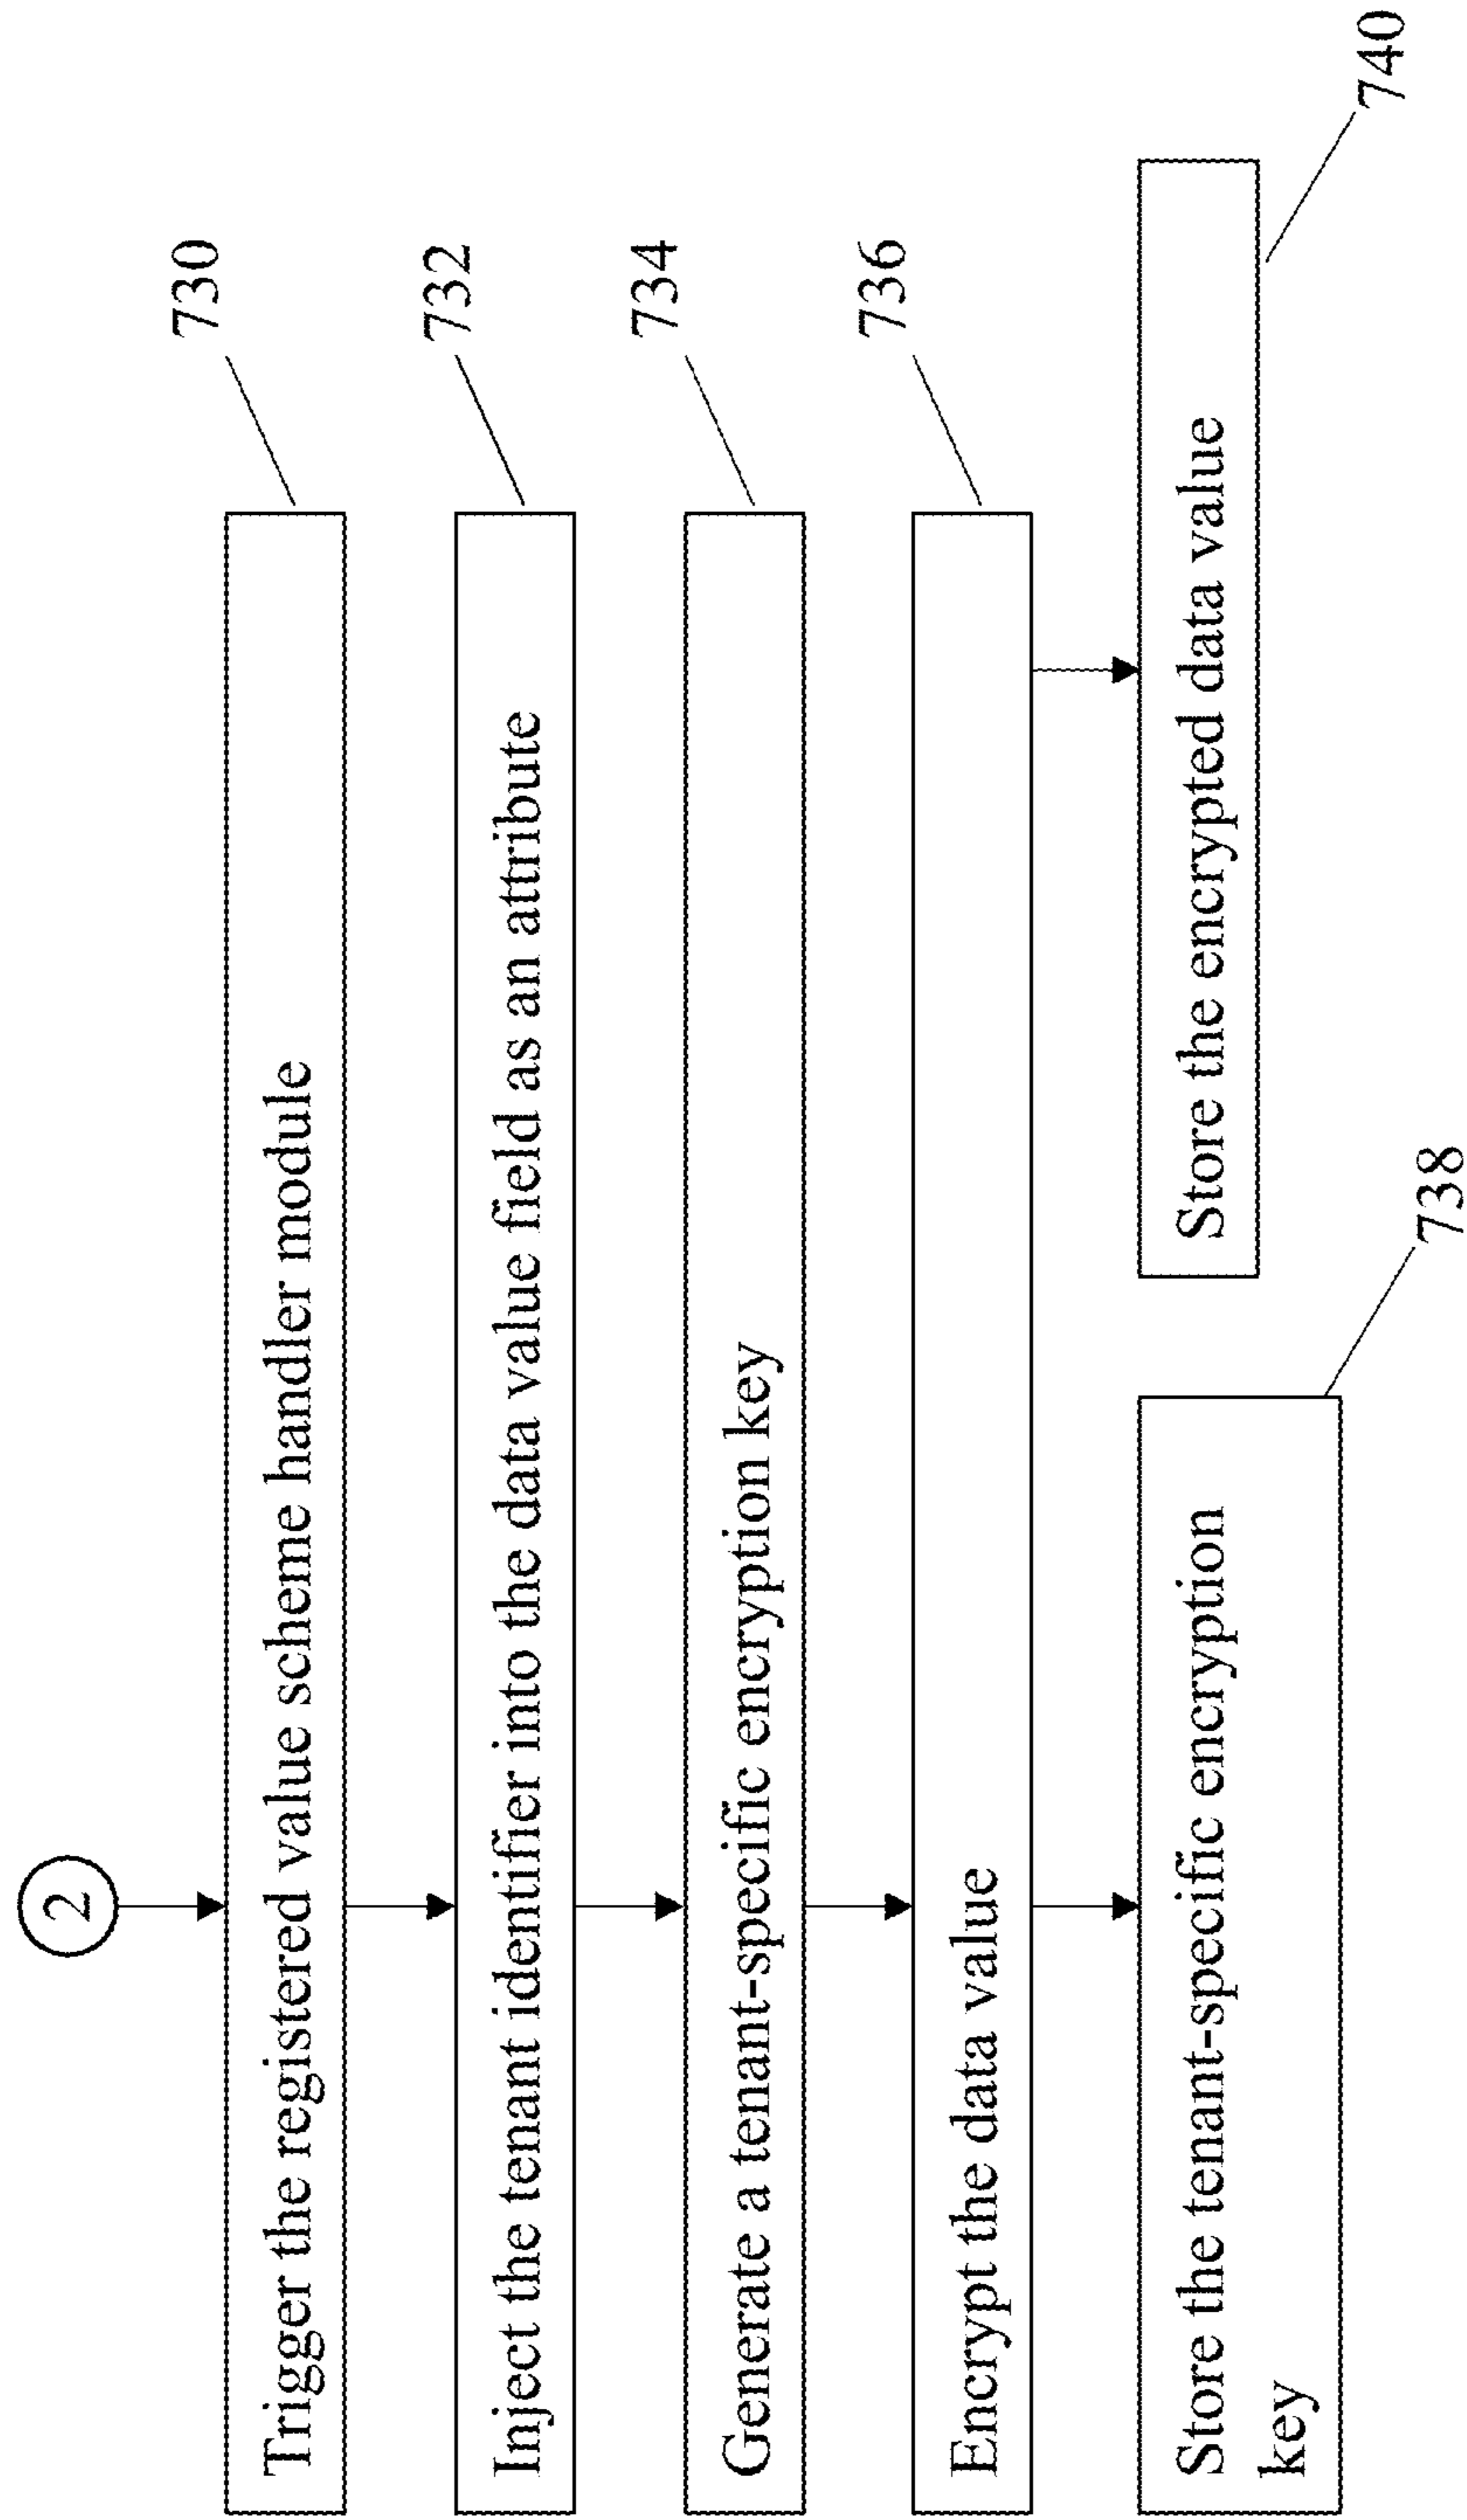 2
Trigger the registered value scheme handler module
730
Inject the tenant identifier into the data value field as an attribute
732
Generate a tenant-specific encryption key
734
Encrypt the data value
736
Store the tenant-specific encryption
key
738
Store the encrypted data value
740